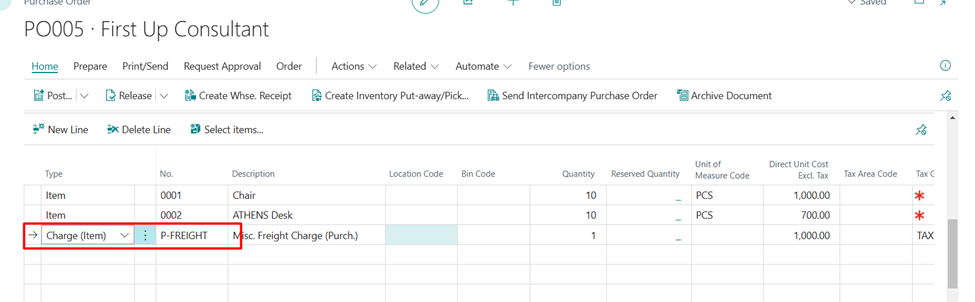 Purchase Order
Saved
PO005 · First Up Consultant
Home Prepare Print/Send Request Approval Order Actions Related Automate Fewer options
Post... Release Create Whse. Receipt Create Inventory Put-away/Pick... Send Intercompany Purchase Order Archive Document
New Line Delete Line Select items...
Type No. Description Location Code Bin Code Quantity Reserved Quantity Unit of Measure Code Direct Unit Cost Excl. Tax Tax Area Code Tax G
Item 0001 Chair 10 _ PCS 1,000.00 *
Item 0002 ATHENS Desk 10 _ PCS 700.00 *
Charge (Item) P-FREIGHT Misc. Freight Charge (Purch.) 1 _ 1,000.00 TAX